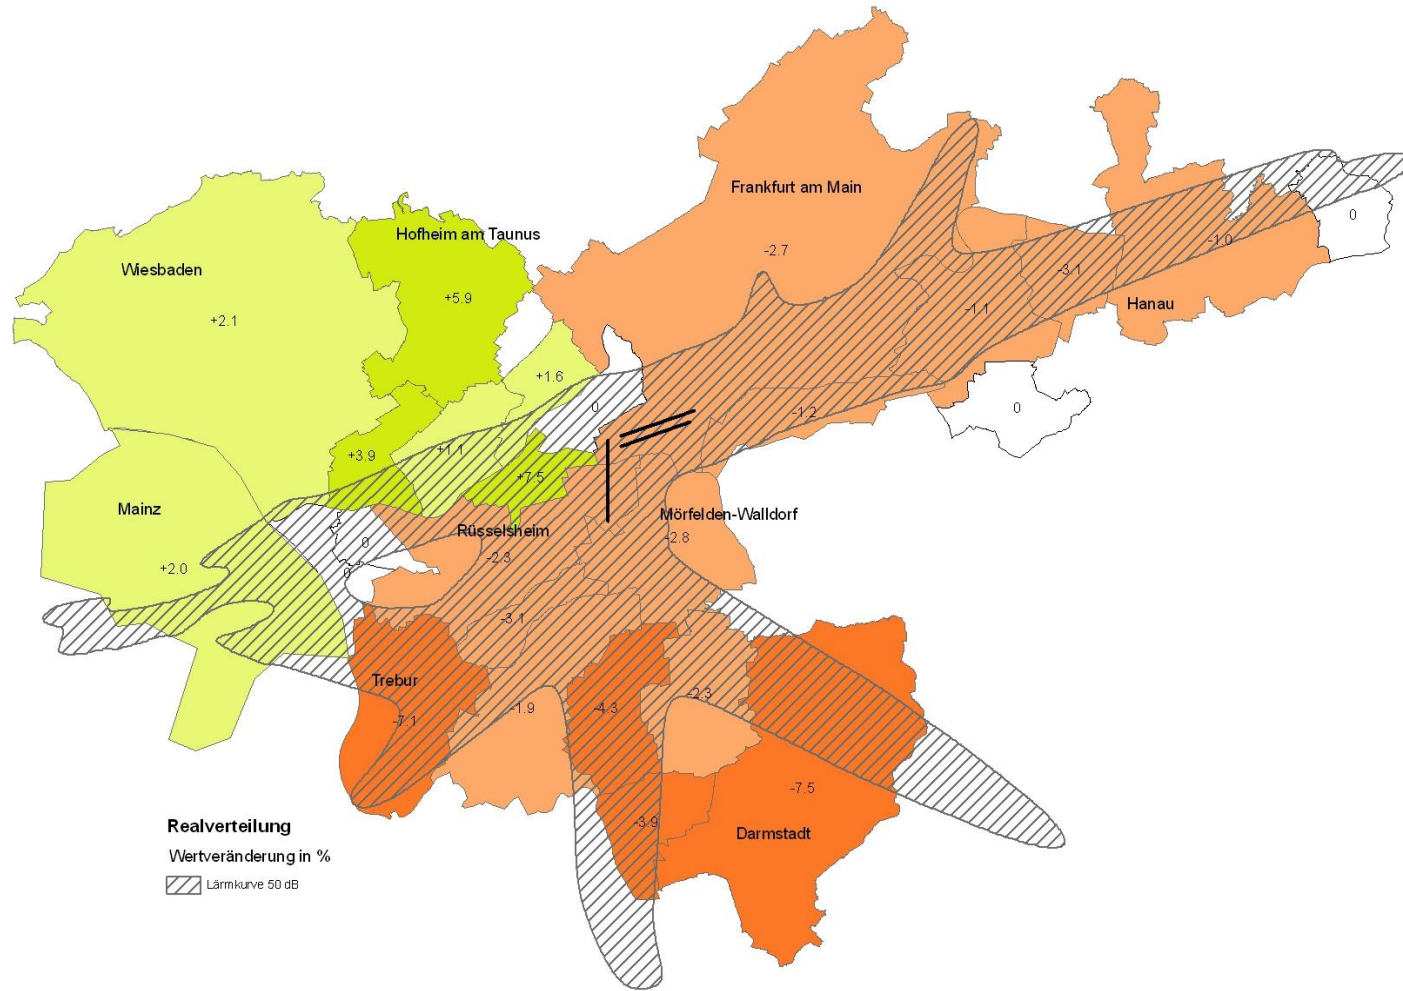 Frankfurt am Main
-2.7
0
-1.0
Hofheim am Taunus
+5.9
Wiesbaden
+2.1
-3.1
Hanau
-1.1
+1.6
0
-1.2
0
+3.9
+1.1
+7.5
Mainz
+2.0
Rüsselsheim
-2.3
Mörfelden-Walldorf
-2.8
0
0
-3.1
Trebur
-7.1
-1.9
-4.3
-2.3
-7.5
-3.9
Darmstadt
Realverteilung
Wertveränderung in %
Lärmkurve 50 dB